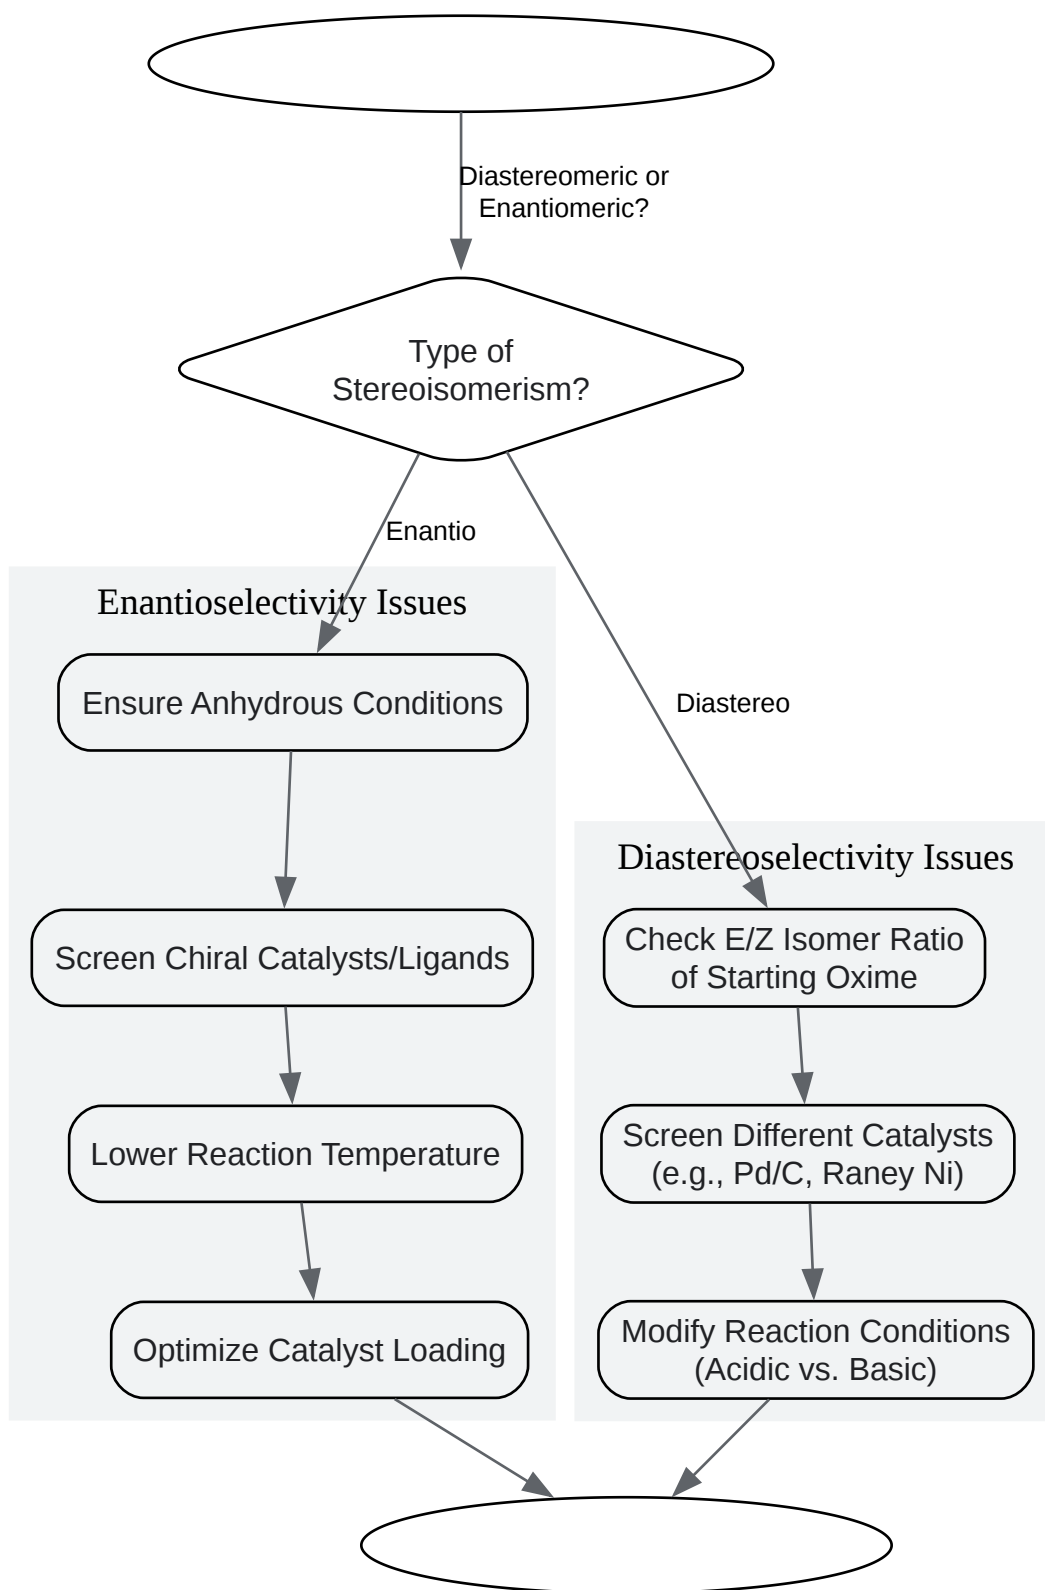 Diastereomeric or
Enantiomeric?
Type of
Stereoisomerism?
Enantio
Enantioselectivity Issues
Ensure Anhydrous Conditions
Screen Chiral Catalysts/Ligands
Lower Reaction Temperature
Optimize Catalyst Loading
Diastereo
Diastereoselectivity Issues
Check E/Z Isomer Ratio
of Starting Oxime
Screen Different Catalysts
(e.g., Pd/C, Raney Ni)
Modify Reaction Conditions
(Acidic vs. Basic)